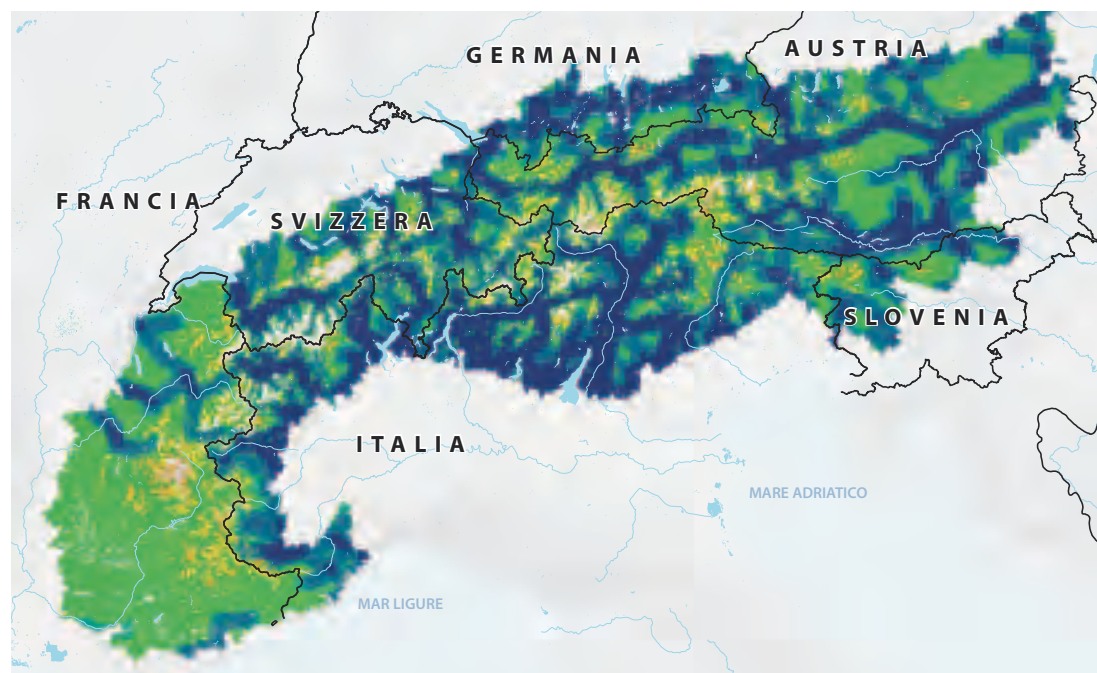 GERMANIA
AUSTRIA
FRANCIA
SVIZZERA
SLOVENIA
ITALIA
MARE ADRIATICO
MAR LIGURE